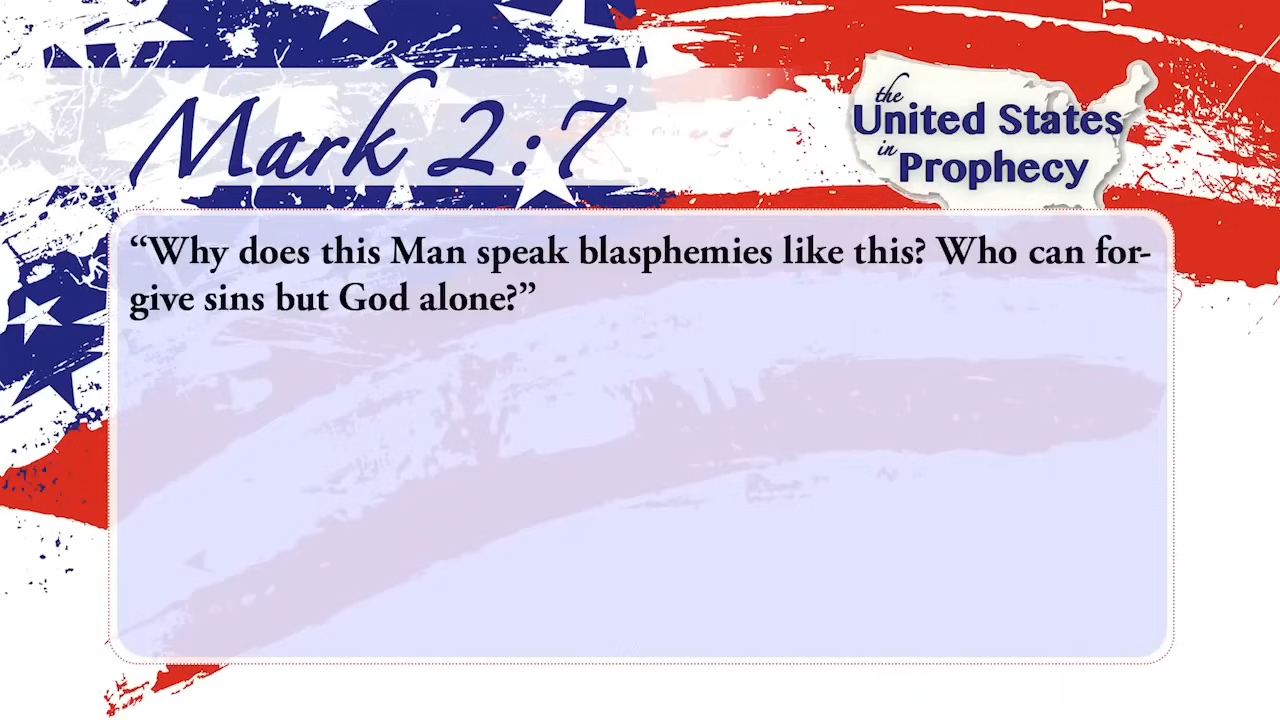 Mark 2:7
the
United States
in
Prophecy
“Why does this Man speak blasphemies like this? Who can for-
give sins but God alone?”